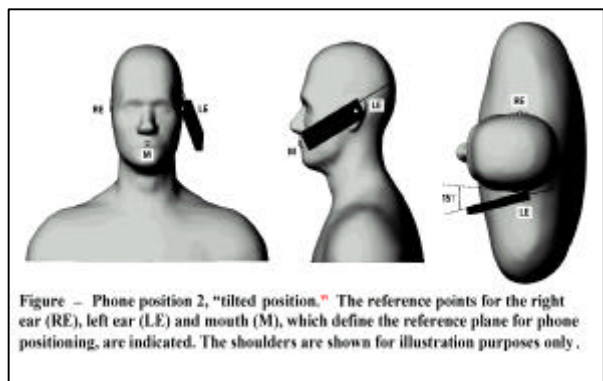 RE
LE
M
LE
M
RE
15°
LE
Figure – Phone position 2, “tilted position.” The reference points for the right
ear (RE), left ear (LE) and mouth (M), which define the reference plane for phone
positioning, are indicated. The shoulders are shown for illustration purposes only.